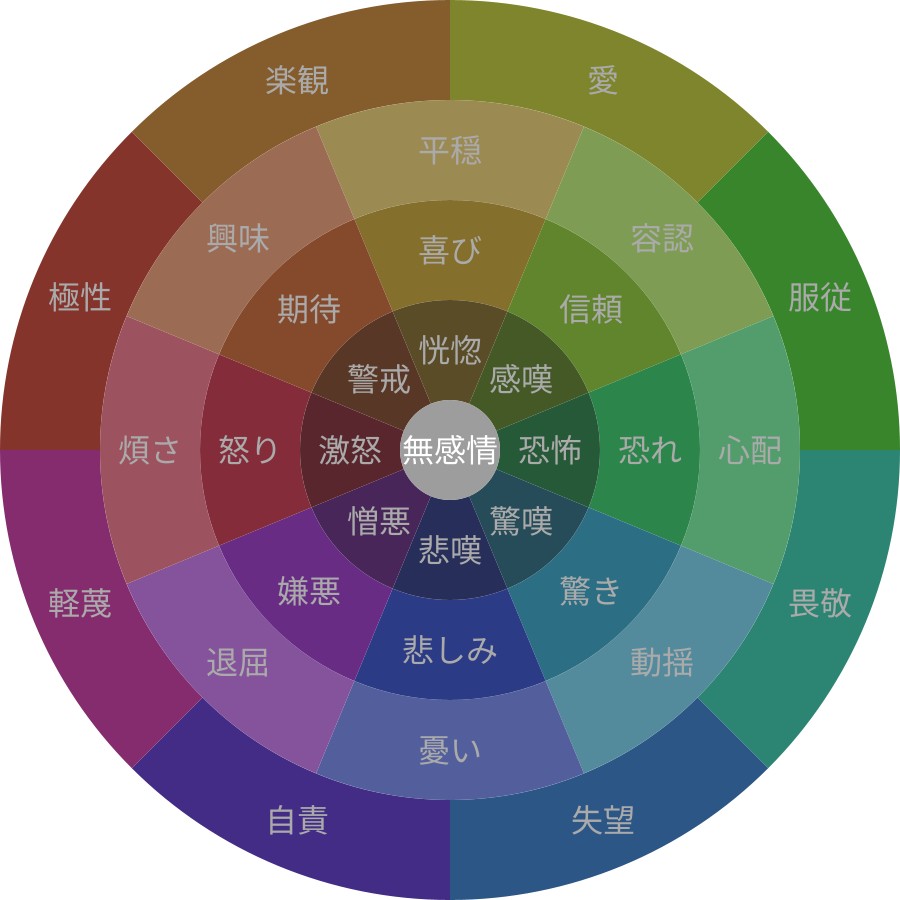 楽観
愛
平穏
興味
容認
喜び
極性
服従
期待
信頼
恍惚
警戒
感嘆
煩さ
怒り
激怒
無感情
恐怖
恐れ
心配
憎悪
驚嘆
悲嘆
嫌悪
驚き
軽蔑
畏敬
悲しみ
退屈
動揺
憂い
自責
失望